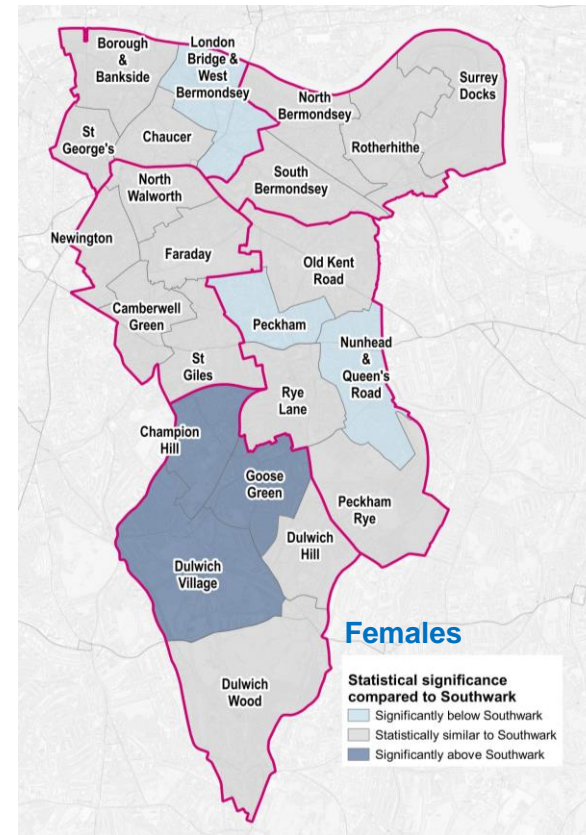 Borough
&
Bankside
London
Bridge &
West
Bermondsey
Surrey
Docks
North
Bermondsey
St
George's
Chaucer
Rotherhithe
South
Bermondsey
North
Walworth
Newington
Faraday
Old Kent
Road
Camberwell
Green
Peckham
Nunhead
&
Queen's
Road
St
Giles
Rye
Lane
Champion
Hill
Goose
Green
Peckham
Rye
Dulwich
Hill
Dulwich
Village
Dulwich
Wood
Females
Statistical significance
compared to Southwark
Significantly below Southwark
Statistically similar to Southwark
Significantly above Southwark